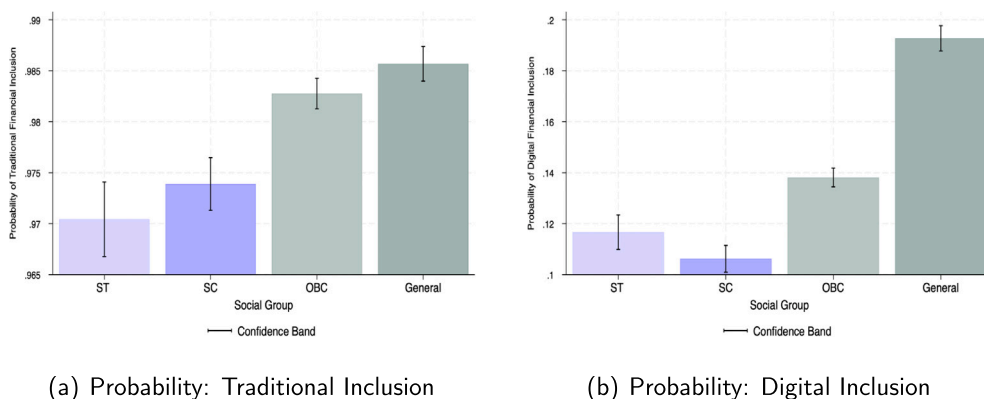 Probability of Traditional Financial Inclusion
.99
.985
.98
.975
.97
.965
ST SC OBC General
Social Group
Confidence Band
(a) Probability: Traditional Inclusion
Probability of Digital Financial Inclusion
.2
.18
.16
.14
.12
.1
ST SC OBC General
Social Group
Confidence Band
(b) Probability: Digital Inclusion